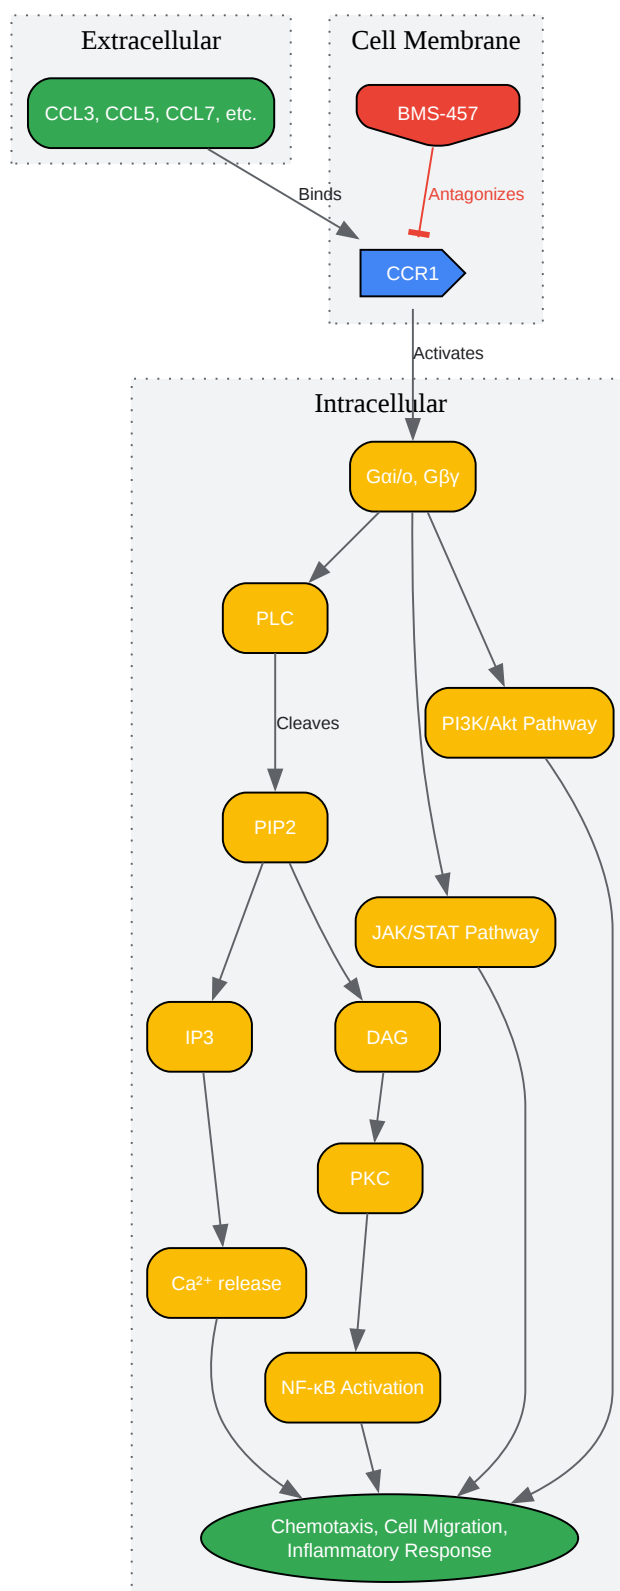 Extracellular
Cell Membrane
CCL3, CCL5, CCL7, etc.
BMS-457
Binds
Antagonizes
CCR1
Activates
Intracellular
Gαi/o, Gβγ
PLC
Cleaves
PI3K/Akt Pathway
PIP2
JAK/STAT Pathway
IP3
DAG
PKC
Ca²⁺ release
NF-κB Activation
Chemotaxis, Cell Migration,
Inflammatory Response